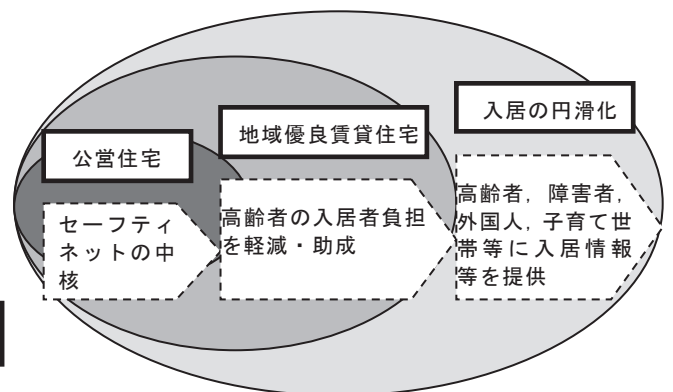 入居の円滑化
地域優良賃貸住宅
公営住宅
セーフティ
ネットの中
核
高齢者の入居者負担
を軽減・助成
高齢者，障害者，
外国人，子育て世
帯等に入居情報
等を提供